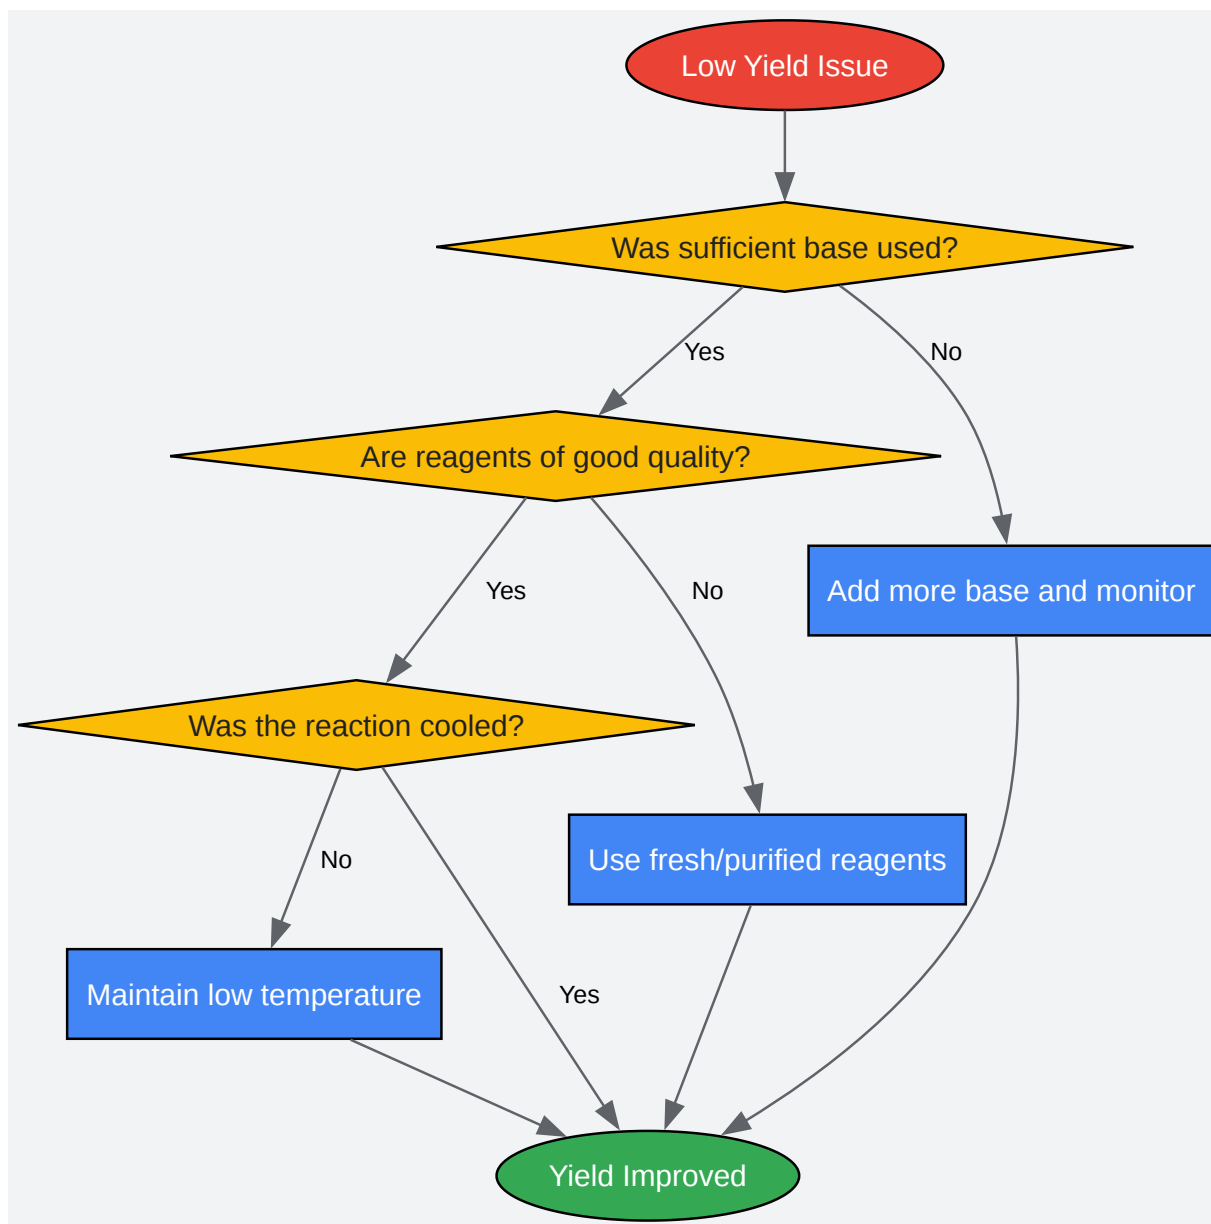 Low Yield Issue
Was sufficient base used?
Yes
No
Are reagents of good quality?
Yes
No
Add more base and monitor
Was the reaction cooled?
No
Use fresh/purified reagents
Maintain low temperature
Yes
Yield Improved